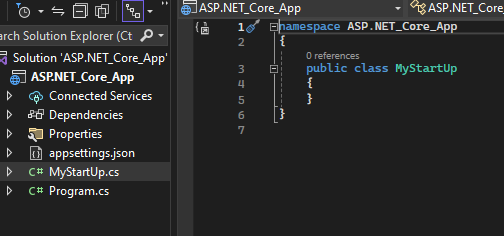 arch Solution Explorer (Ct
Solution 'ASP.NET_Core_App'
ASP.NET_Core_App
Connected Services
Dependencies
Properties
appsettings.json
C# MyStartUp.cs
C# Program.cs
ASP.NET_Core_App
ASP.NET_Cor
1 namespace ASP.NET_Core_App
2 {
0 references
3 public class MyStartUp
4 {
5 }
6 }
7